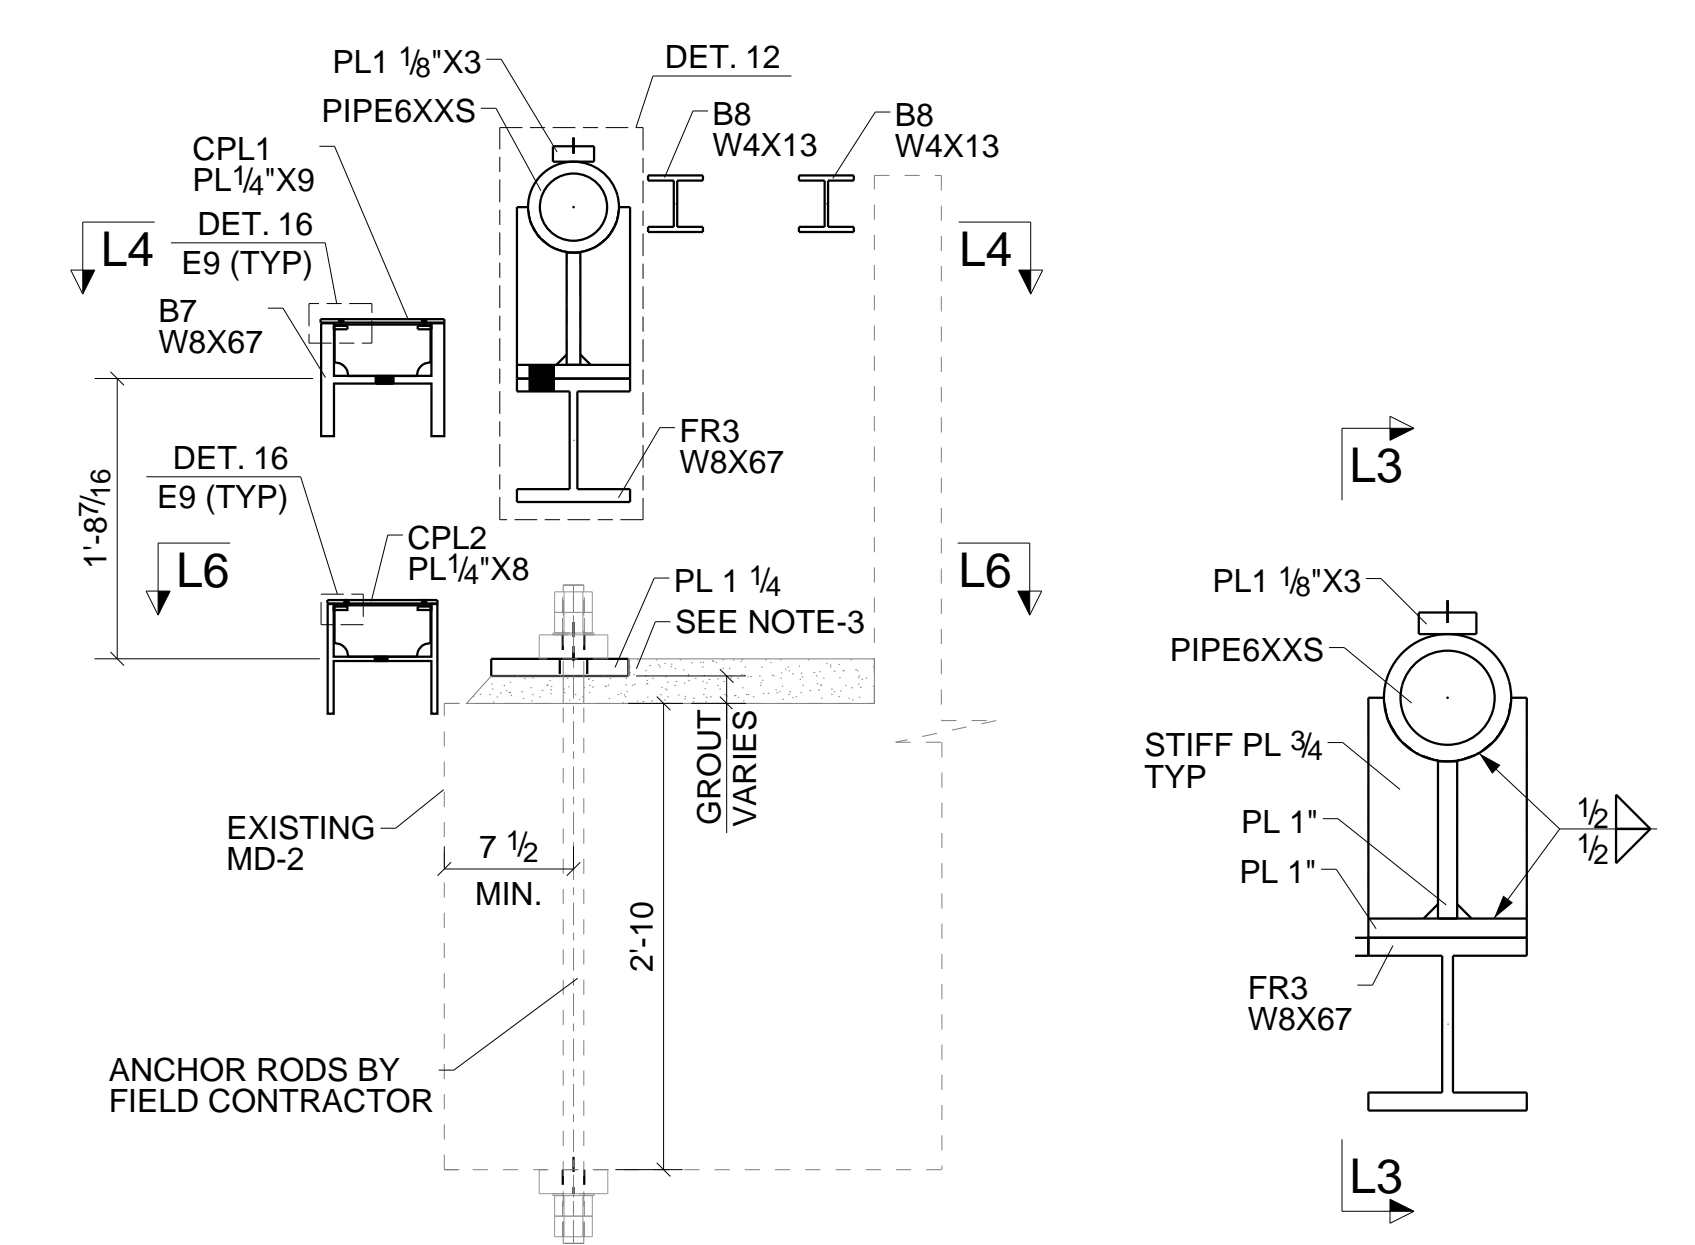 PL1 1/8"X3
DET. 12
PIPE6XXS
B8
W4X13
B8
W4X13
CPL1
PL1/4"X9
DET. 16
E9 (TYP)
L4
L4
B7
W8X67
FR3
W8X67
DET. 16
E9 (TYP)
1'-87/16
CPL2
PL1/4"X8
L6
L6
PL 1 1/4
SEE NOTE-3
GROUT
VARIES
EXISTING
MD-2
7 1/2
MIN.
2'-10
ANCHOR RODS BY
FIELD CONTRACTOR
L3
PL1 1/8"X3
PIPE6XXS
STIFF PL 3/4
TYP
PL 1"
PL 1"
1/2
1/2
FR3
W8X67
L3